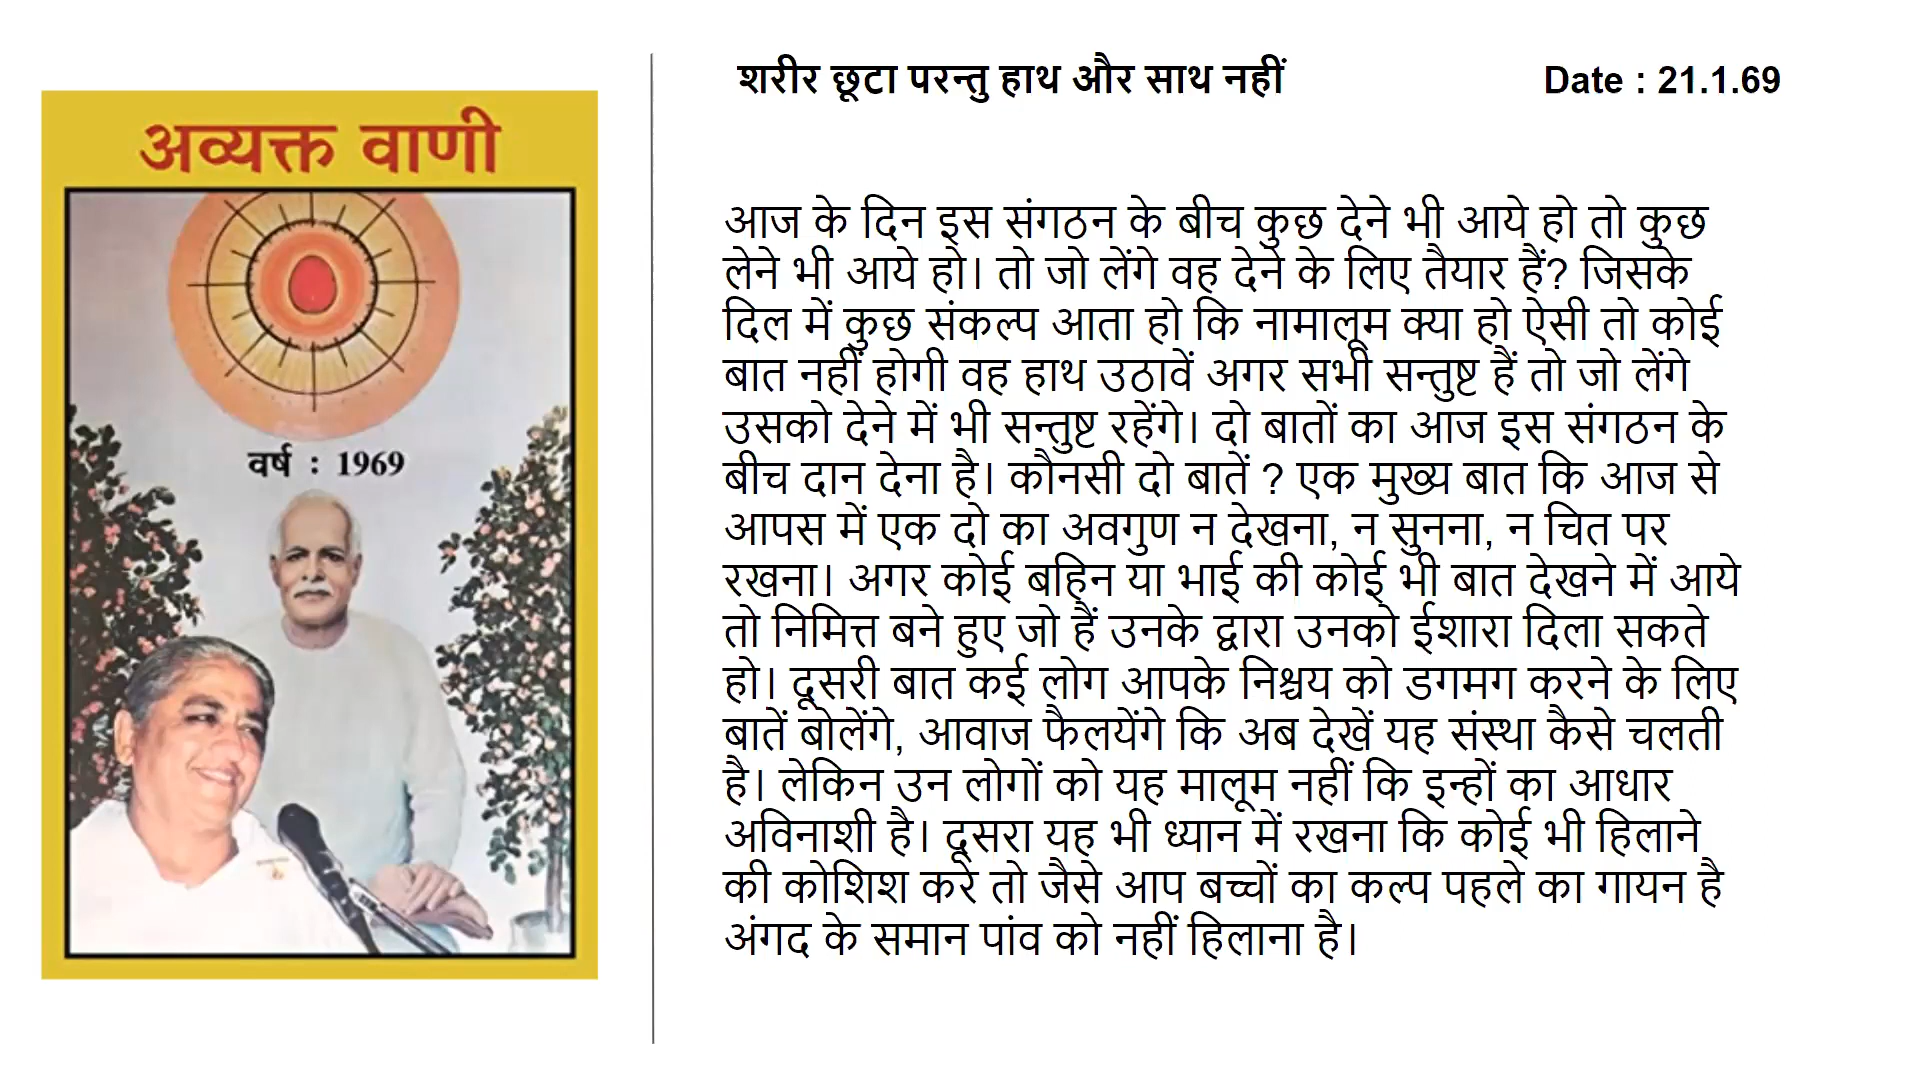 अव्यक्त वाणी
वर्ष : 1969
शरीर छूटा परन्तु हाथ और साथ नहीं
Date : 21.1.69
आज के दिन इस संगठन के बीच कुछ देने भी आये हो तो कुछ
लेने भी आये हो। तो जो लेंगे वह देने के लिए तैयार हैं? जिसके
दिल में कुछ संकल्प आता हो कि नामालूम क्या हो ऐसी तो कोई
बात नहीं होगी वह हाथ उठावें अगर सभी सन्तुष्ट हैं तो जो लेंगे
उसको देने में भी सन्तुष्ट रहेंगे। दो बातों का आज इस संगठन के
बीच दान देना है। कौनसी दो बातें ? एक मुख्य बात कि आज से
आपस में एक दो का अवगुण न देखना, न सुनना, न चित पर
रखना। अगर कोई बहिन या भाई की कोई भी बात देखने में आये
तो निमित्त बने हुए जो हैं उनके द्वारा उनको ईशारा दिला सकते
हो। दूसरी बात कई लोग आपके निश्चय को डगमग करने के लिए
बातें बोलेंगे, आवाज फैलयेंगे कि अब देखें यह संस्था कैसे चलती
है। लेकिन उन लोगों को यह मालूम नहीं कि इन्हों का आधार
अविनाशी है। दूसरा यह भी ध्यान में रखना कि कोई भी हिलाने
की कोशिश करे तो जैसे आप बच्चों का कल्प पहले का गायन है
अंगद के समान पांव को नहीं हिलाना है।